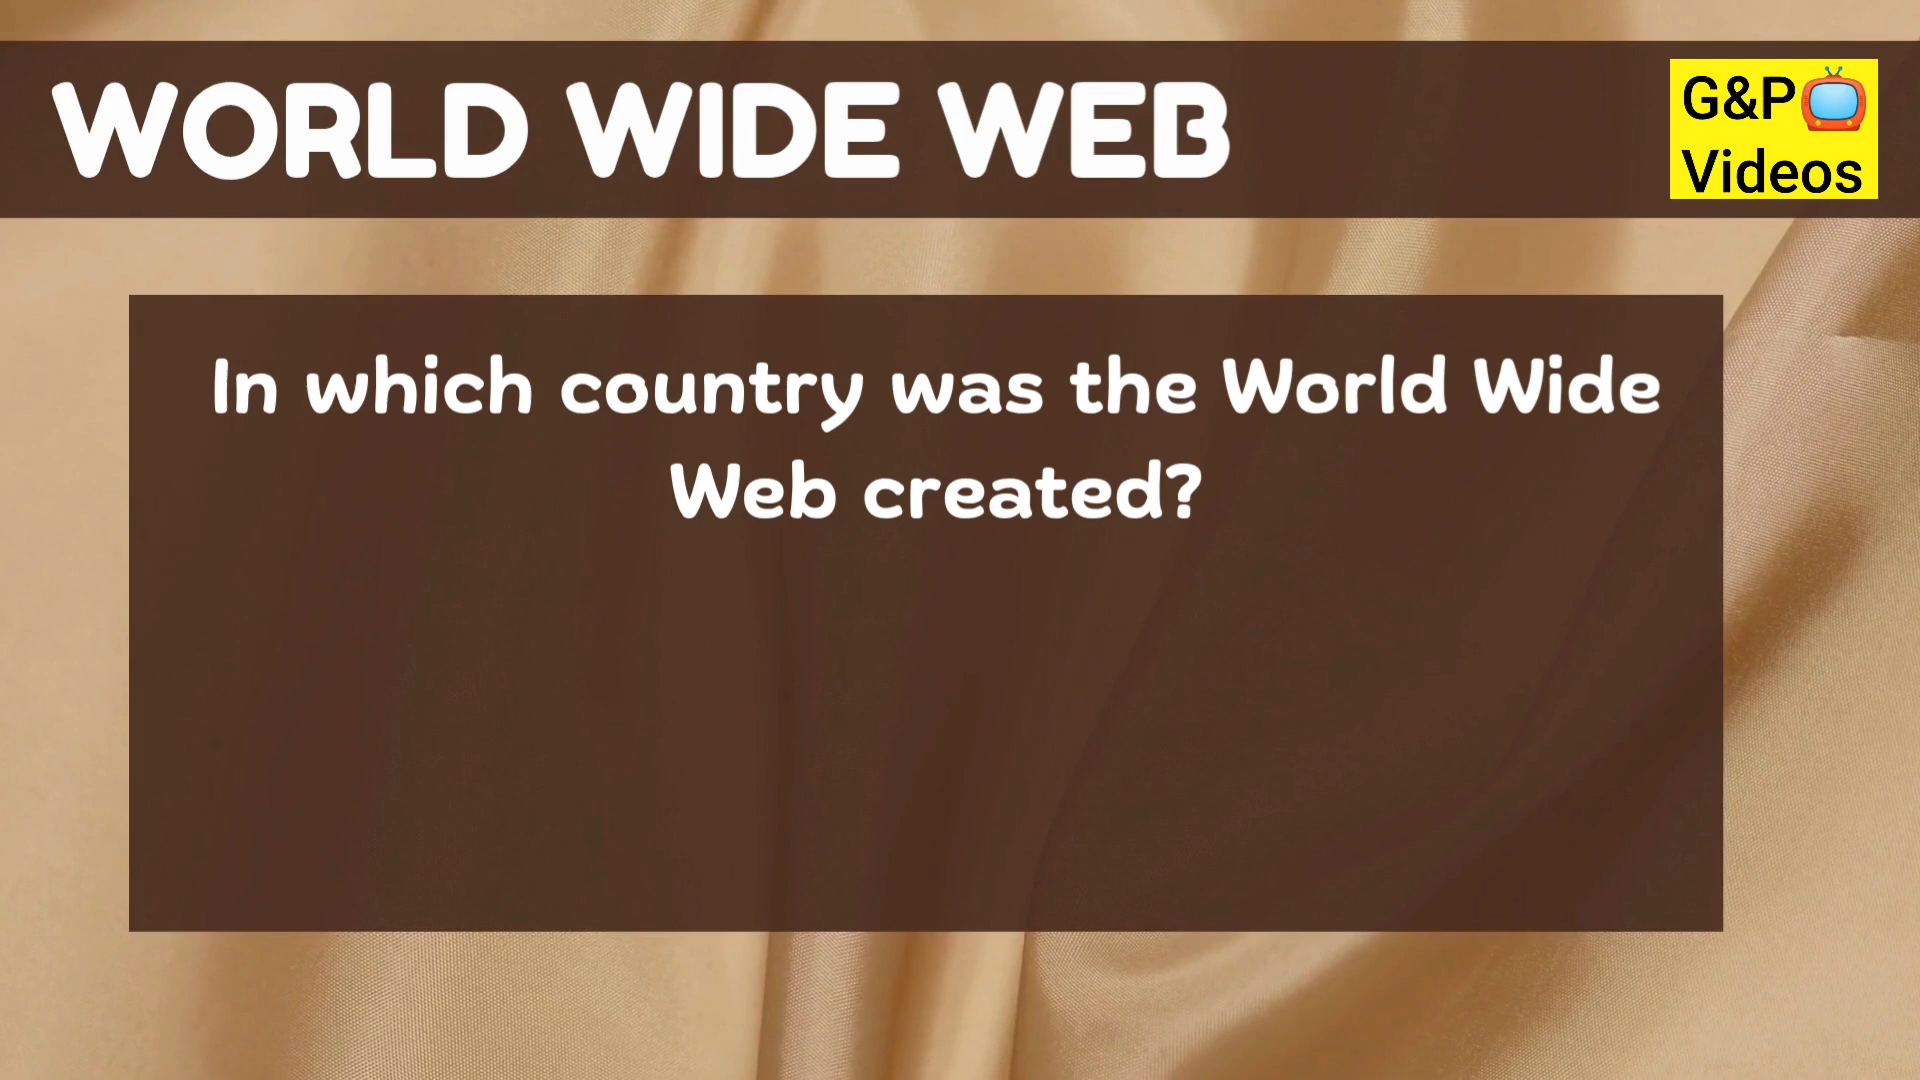 WORLD WIDE WEB
G&P
Videos
In which country was the World Wide
Web created?